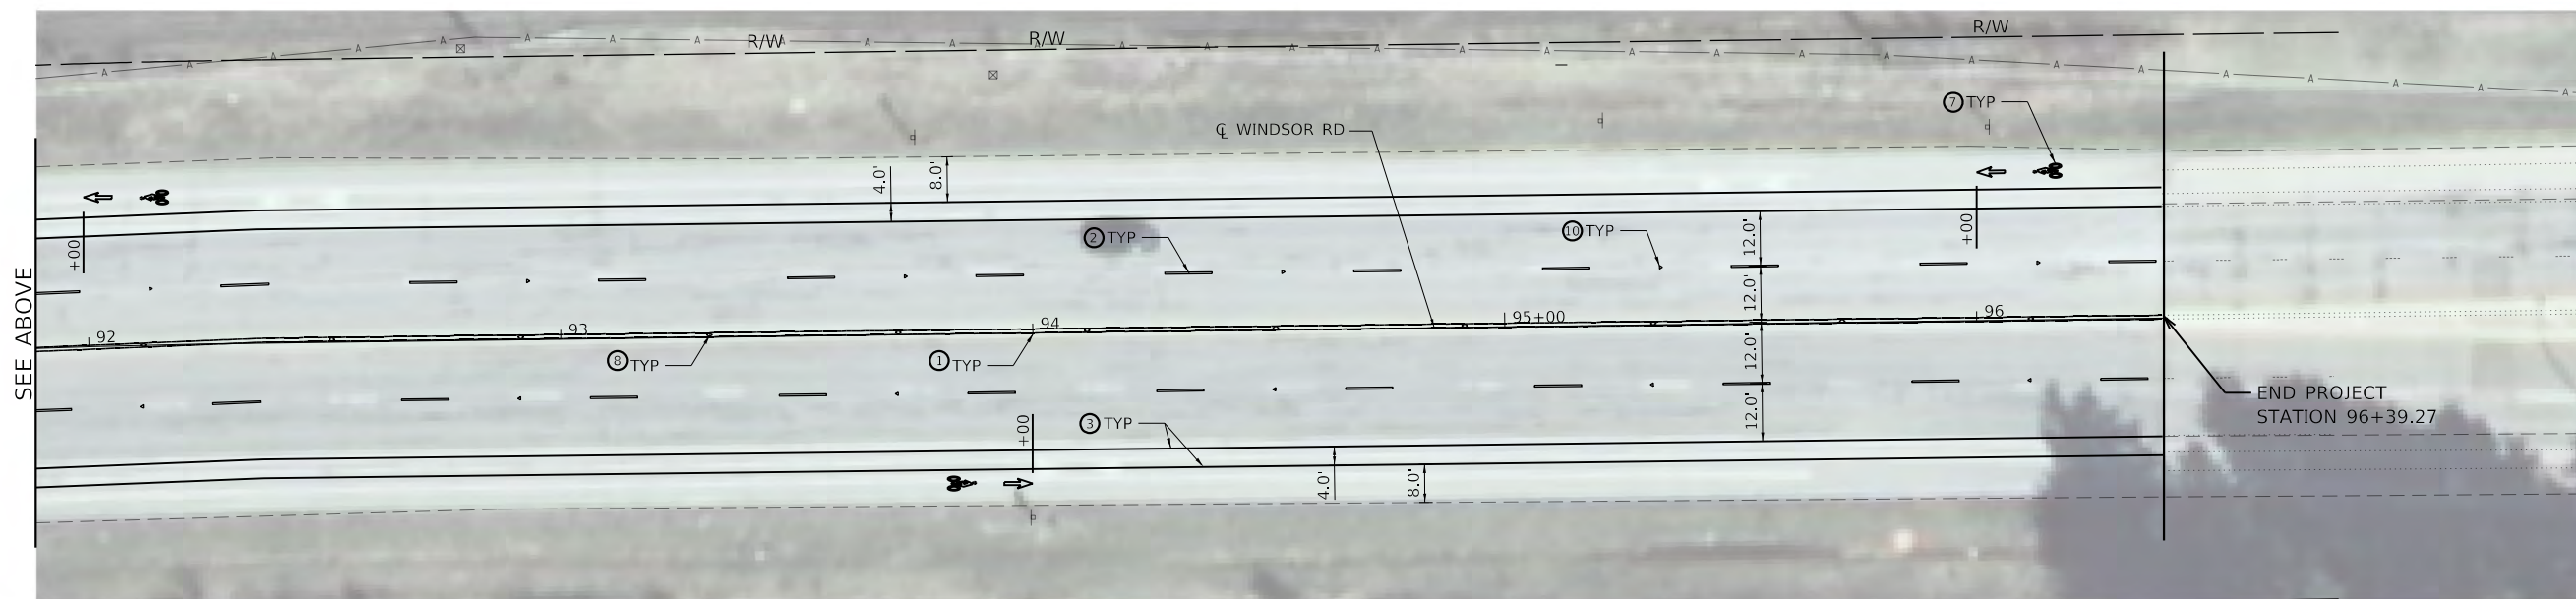 R/W
R/W
R/W
A A A A A A A A A A A A A A A A A A A A A A A A A A A A A A
7 TYP
℄ WINDSOR RD
4.0'
8.0'
+00
+00
2 TYP
10 TYP
12.0'
12.0'
12.0'
12.0'
SEE ABOVE
92
93
94
95+00
96
8 TYP
1 TYP
3 TYP
+00
4.0'
8.0'
END PROJECT
STATION 96+39.27